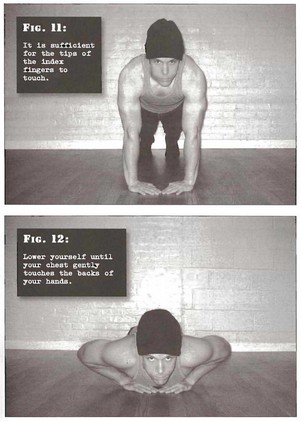 FIG. 11:
It is sufficient
for the tips of
the index
fingers to
touch.
FIG. 12:
Lower yourself until
your chest gently
touches the backs of
your hands.